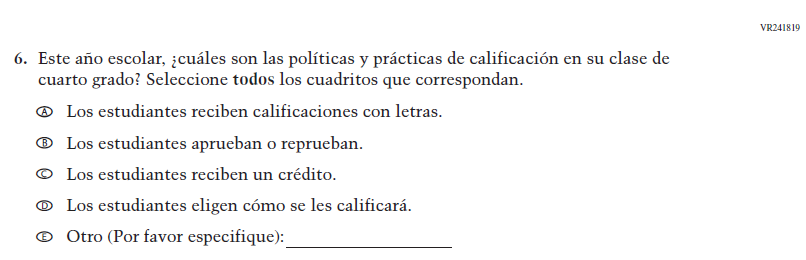 VR241819
6. Este año escolar, ¿cuáles son las políticas y prácticas de calificación en su clase de
cuarto grado? Seleccione todos los cuadritos que correspondan.
A Los estudiantes reciben calificaciones con letras.
B Los estudiantes aprueban o reprueban.
C Los estudiantes reciben un crédito.
D Los estudiantes eligen cómo se les calificará.
E Otro (Por favor especifique):